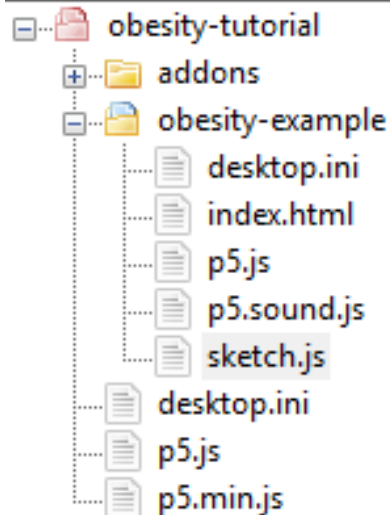 obesity-tutorial
addons
obesity-example
desktop.ini
index.html
p5.js
p5.sound.js
sketch.js
desktop.ini
p5.js
p5.min.js